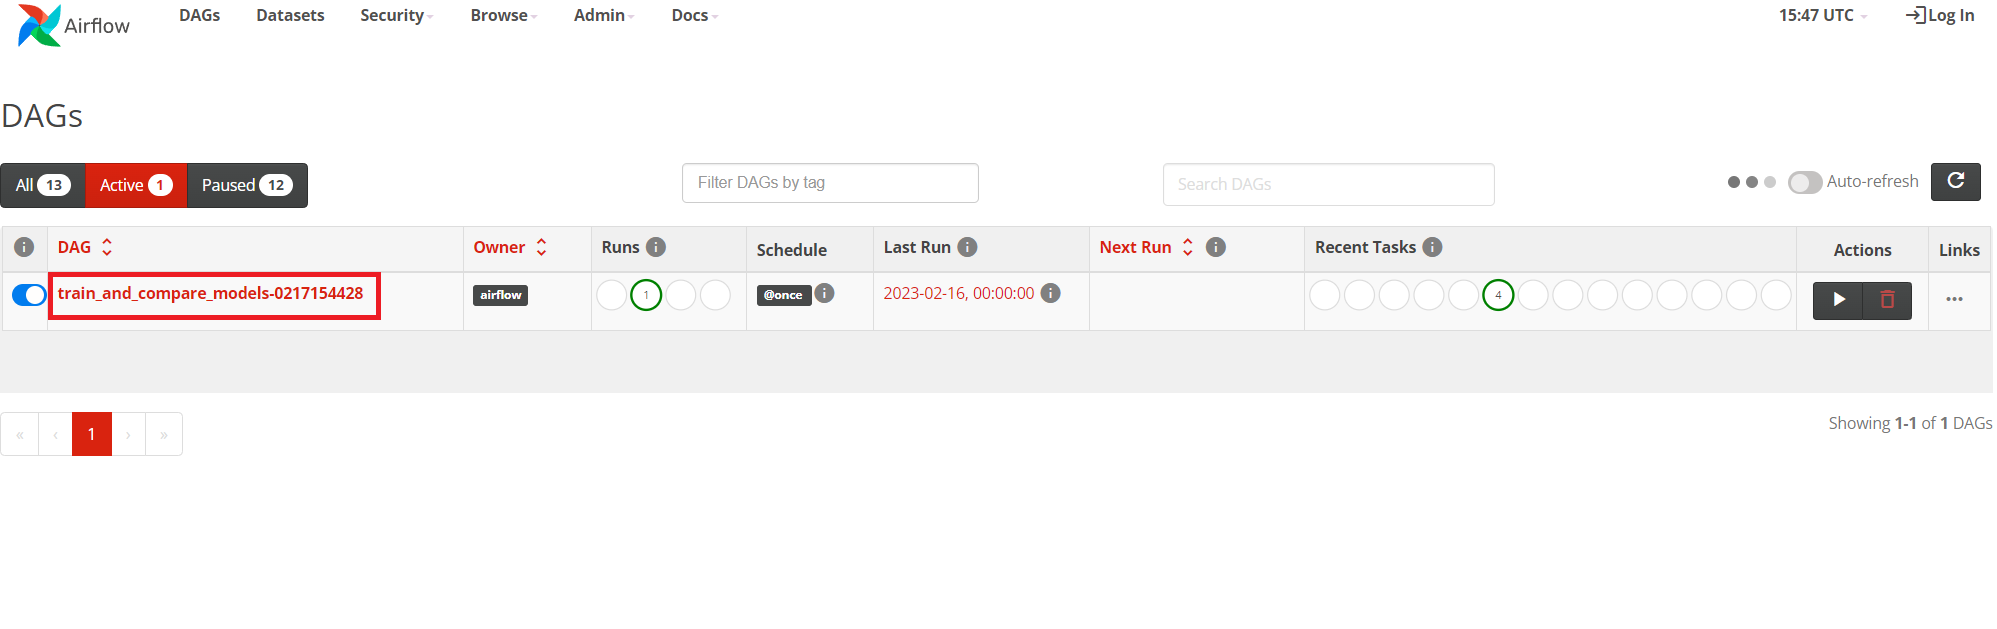 Airflow DAGs Datasets Security Browse Admin Docs 15:47 UTC Log In
DAGs
All 13 Active 1 Paused 12 Filter DAGs by tag Search DAGs Auto-refresh
DAG Owner Runs Schedule Last Run Next Run Recent Tasks Actions Links
train_and_compare_models-0217154428 airflow 1 @once 2023-02-16, 00:00:00 4
« ‹ 1 › » Showing 1-1 of 1 DAGs